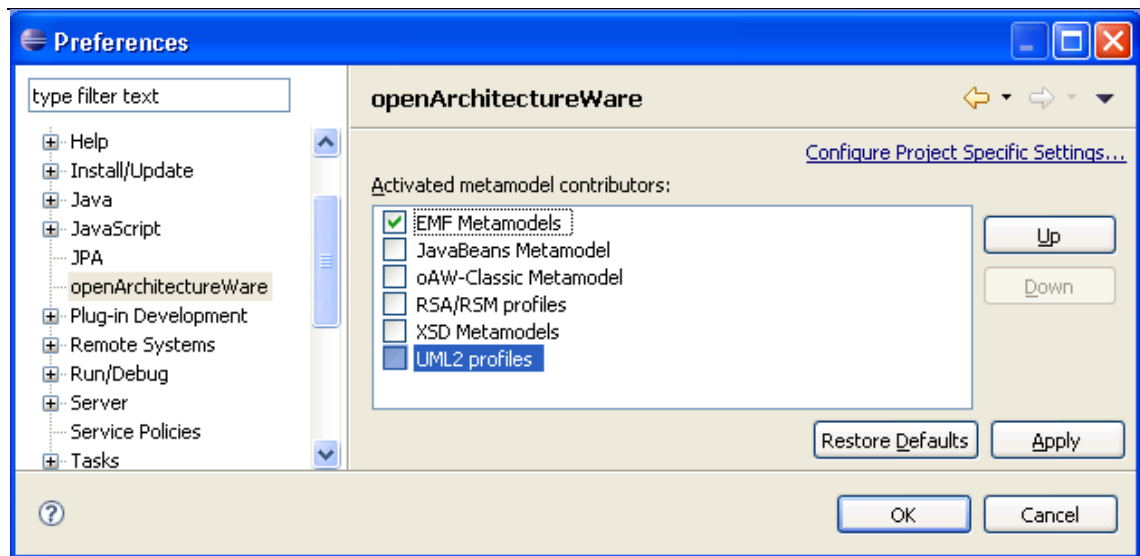 Preferences
type filter text
Help
Install/Update
Java
JavaScript
JPA
openArchitectureWare
Plug-in Development
Remote Systems
Run/Debug
Server
Service Policies
Tasks
openArchitectureWare
Configure Project Specific Settings...
Activated metamodel contributors:
EMF Metamodels
JavaBeans Metamodel
oAW-Classic Metamodel
RSA/RSM profiles
XSD Metamodels
UML2 profiles
Up
Down
Restore Defaults
Apply
?
OK
Cancel